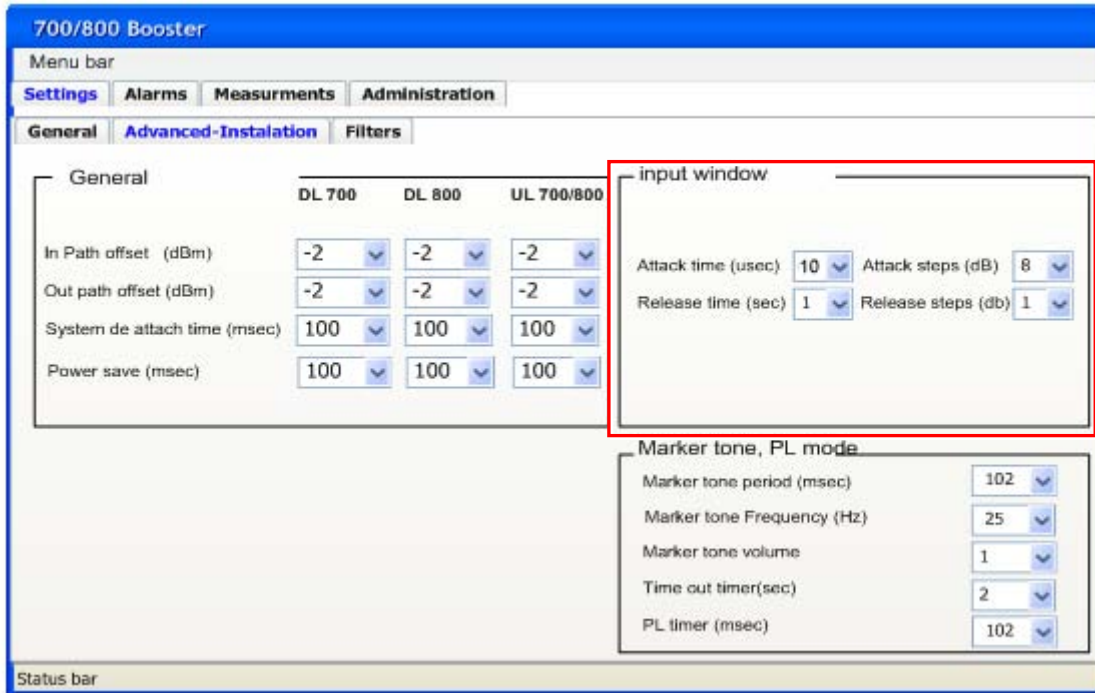 700/800 Booster
Menu bar
Settings Alarms Measurments Administration
General Advanced-Instalation Filters
General
DL 700 DL 800 UL 700/800
In Path offset (dBm) -2 -2 -2
Out path offset (dBm) -2 -2 -2
System de attach time (msec) 100 100 100
Power save (msec) 100 100 100
input window
Attack time (usec) 10 Attack steps (dB) 8
Release time (sec) 1 Release steps (db) 1
Marker tone, PL mode
Marker tone period (msec) 102
Marker tone Frequency (Hz) 25
Marker tone volume 1
Time out timer(sec) 2
PL timer (msec) 102
Status bar